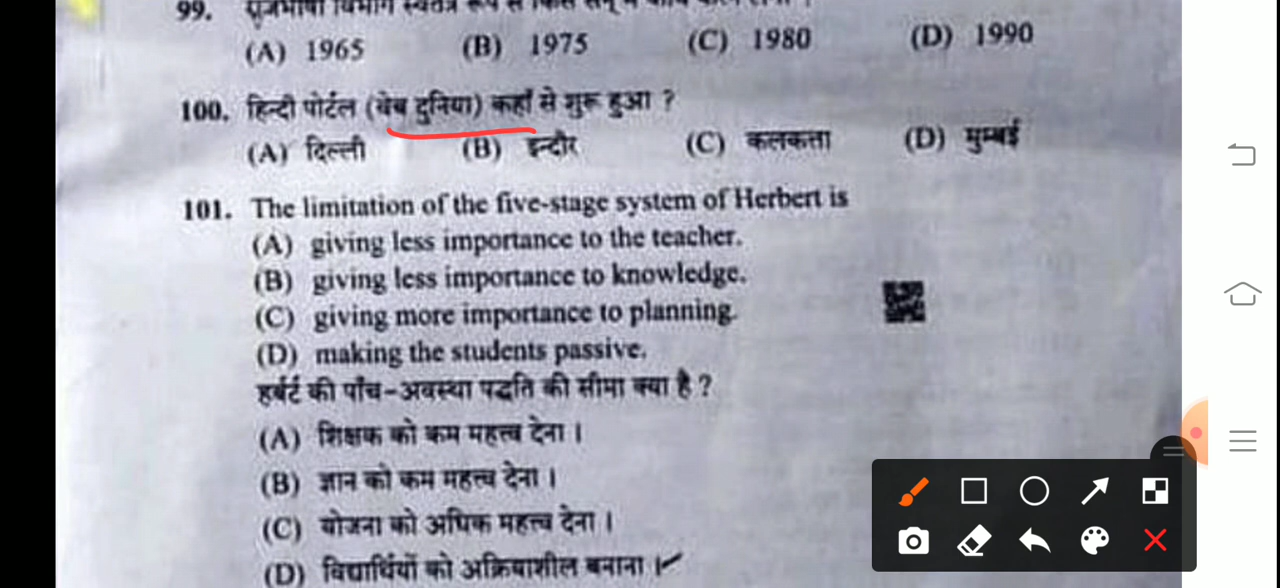 99.
(A) 1965 (B) 1975 (C) 1980 (D) 1990
100. हिन्दी पोर्टल (वेब दुनिया) कहाँ से शुरू हुआ ?
(A) दिल्ली (B) इन्दौर (C) कलकत्ता (D) मुम्बई
101. The limitation of the five-stage system of Herbert is
(A) giving less importance to the teacher.
(B) giving less importance to knowledge.
(C) giving more importance to planning.
(D) making the students passive.
हर्बर्ट की पाँच-अवस्था पद्धति की सीमा क्या है ?
(A) शिक्षक को कम महत्त्व देना ।
(B) ज्ञान को कम महत्त्व देना ।
(C) योजना को अधिक महत्त्व देना ।
(D) विद्यार्थियों को अक्रियाशील बनाना ।